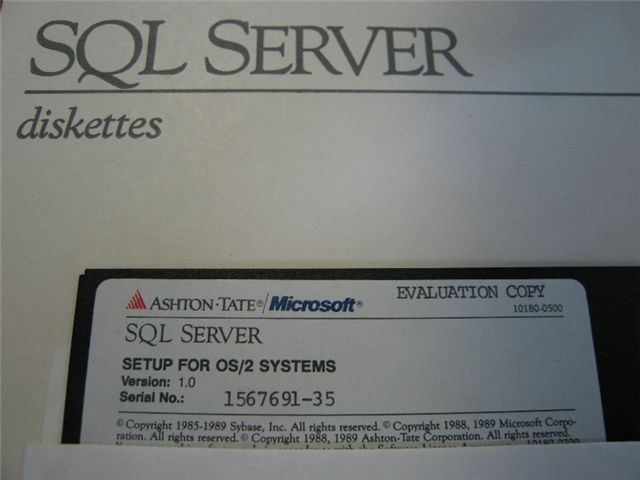 SQL SERVER
diskettes
ASHTON·TATE®/Microsoft®
EVALUATION COPY
10180-0500
SQL SERVER
SETUP FOR OS/2 SYSTEMS
Version: 1.0
Serial No.: 1567691-35
© Copyright 1985-1989 Sybase, Inc. All rights reserved. © Copyright 1988, 1989 Microsoft Corpo-
ration. All rights reserved. © Copyright 1988, 1989 Ashton-Tate Corporation. All rights reserved.